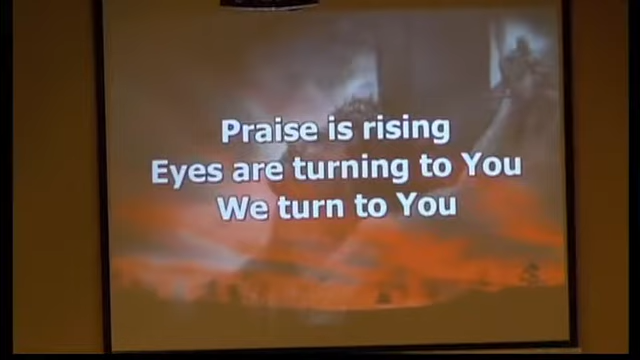 Praise is rising
Eyes are turning to You
We turn to You